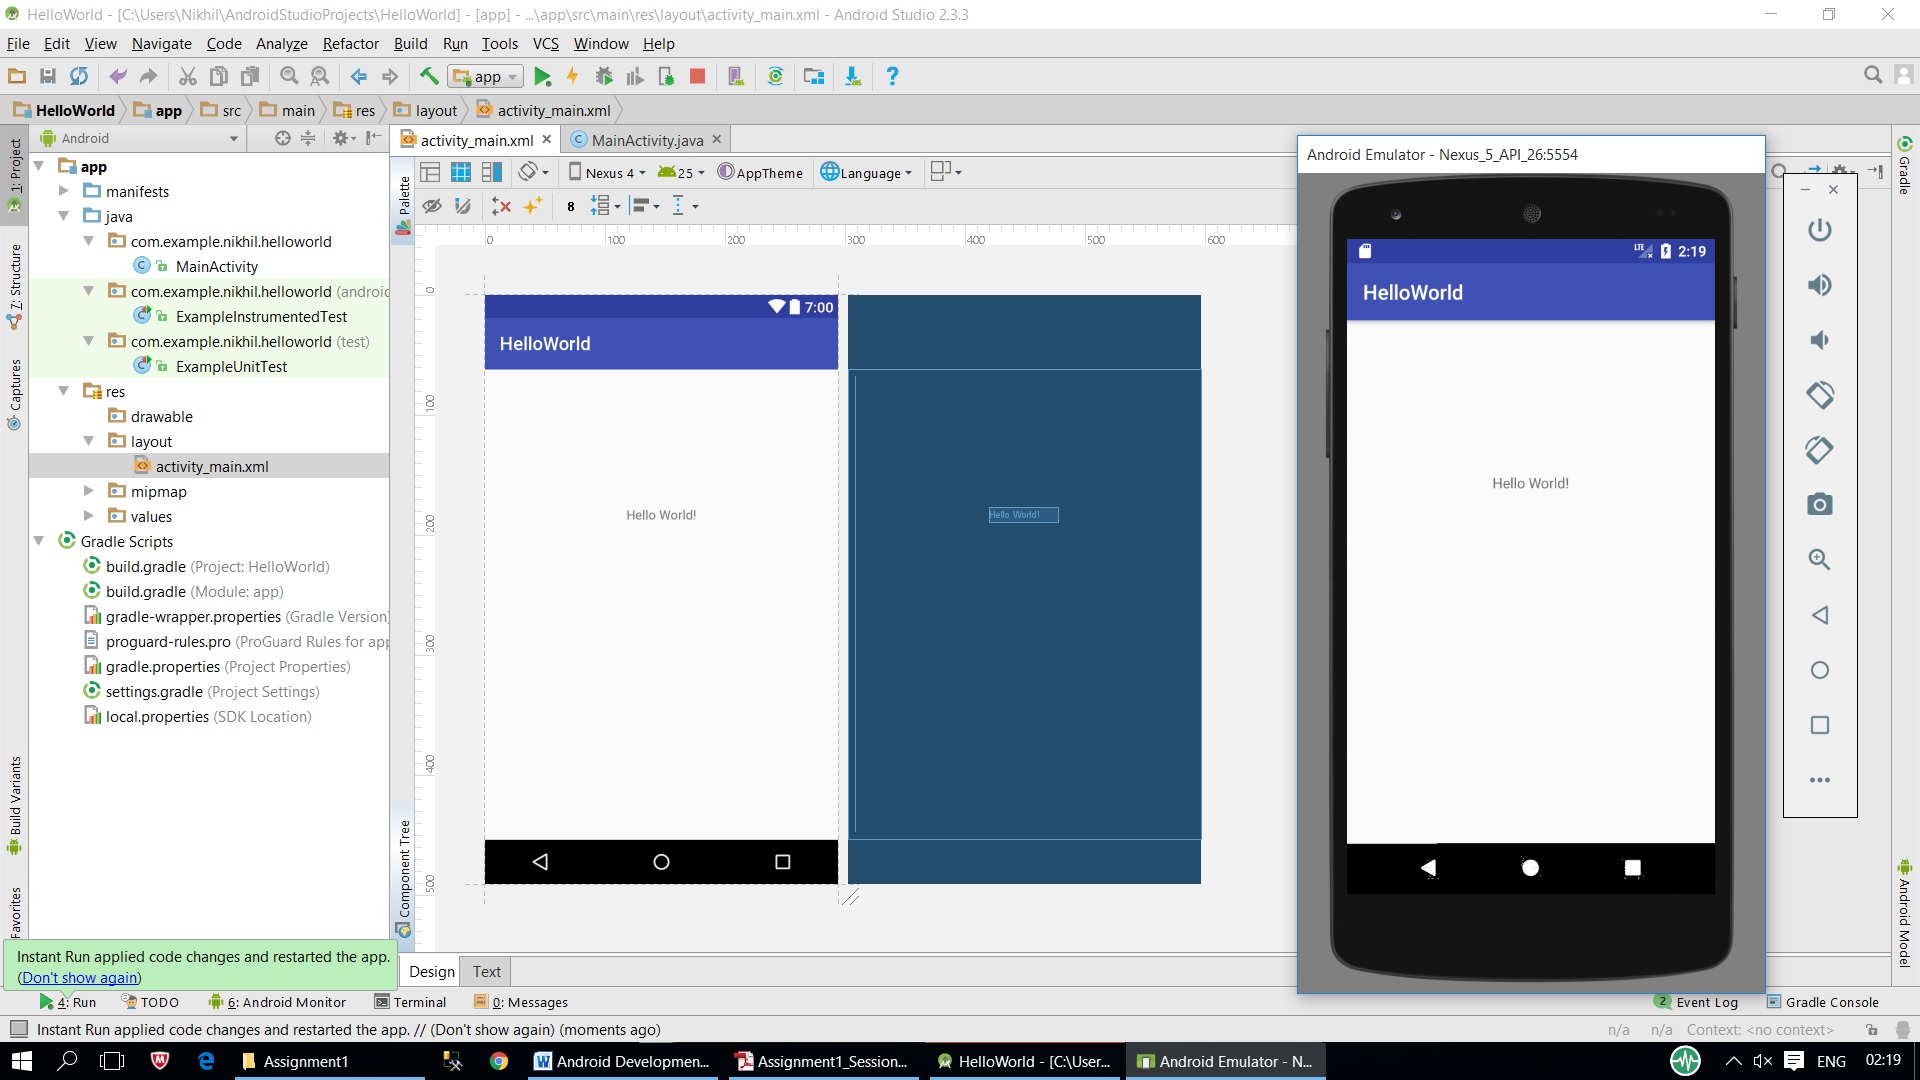 HelloWorld - [C:\Users\Nikhil\AndroidStudioProjects\HelloWorld] - [app] - ...\app\src\main\res\layout\activity_main.xml - Android Studio 2.3.3
File Edit View Navigate Code Analyze Refactor Build Run Tools VCS Window Help
app
HelloWorld app src main res layout activity_main.xml
Android
activity_main.xml MainActivity.java
1: Project
7: Structure
Captures
Build Variants
Favorites
app
manifests
java
com.example.nikhil.helloworld
MainActivity
com.example.nikhil.helloworld (androic
ExampleInstrumentedTest
com.example.nikhil.helloworld (test)
ExampleUnitTest
res
drawable
layout
activity_main.xml
mipmap
values
Gradle Scripts
build.gradle (Project: HelloWorld)
build.gradle (Module: app)
gradle-wrapper.properties (Gradle Version)
proguard-rules.pro (ProGuard Rules for app
gradle.properties (Project Properties)
settings.gradle (Project Settings)
local.properties (SDK Location)
Palette
Component Tree
Nexus 4 25 AppTheme Language
8
0 100 200 300 400 500 600
0
100
200
300
400
500
7:00
HelloWorld
Hello World!
Hello World!
Android Emulator - Nexus_5_API_26:5554
LTE 2:19
HelloWorld
Hello World!
Gradle
Android Model
Design Text
Instant Run applied code changes and restarted the app.
(Don't show again)
4: Run TODO 6: Android Monitor Terminal 0: Messages 2 Event Log Gradle Console
Instant Run applied code changes and restarted the app. // (Don't show again) (moments ago) n/a n/a Context: <no context>
Assignment1 Android Developmen... Assignment1_Session... HelloWorld - [C:\User... Android Emulator - N... ENG 02:19